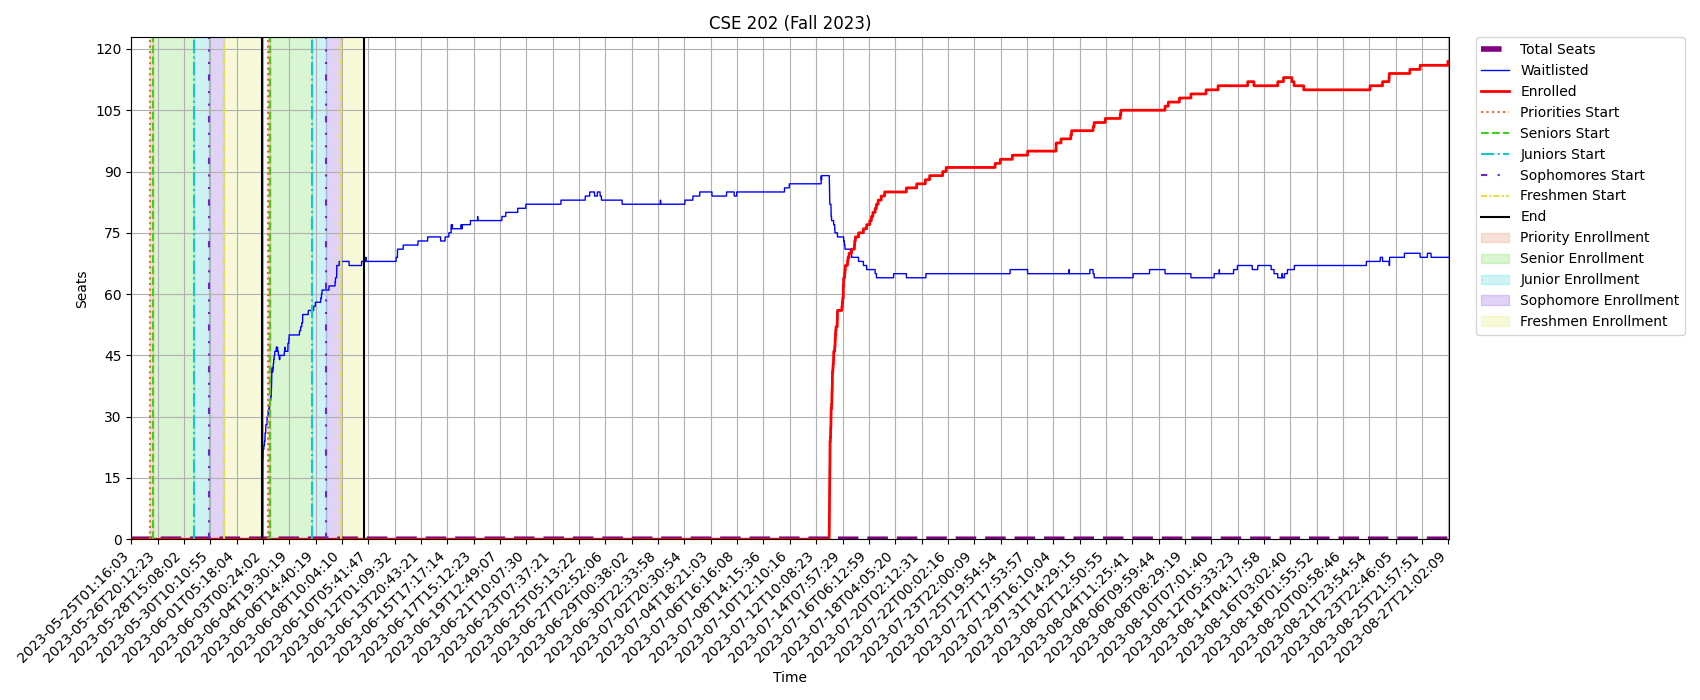 CSE 202 (Fall 2023)
120
105
90
75
60
45
30
15
0
Seats
2023-05-25T01:16:03
2023-05-26T20:12:23
2023-05-28T15:08:02
2023-05-30T10:10:55
2023-06-01T05:18:04
2023-06-03T00:24:02
2023-06-04T19:30:19
2023-06-06T14:40:19
2023-06-08T10:04:10
2023-06-10T05:41:47
2023-06-12T01:09:32
2023-06-13T20:43:21
2023-06-15T17:17:14
2023-06-17T15:12:23
2023-06-19T12:49:07
2023-06-21T10:07:30
2023-06-23T07:37:21
2023-06-25T05:13:22
2023-06-27T02:52:06
2023-06-29T00:38:02
2023-06-30T22:33:58
2023-07-02T20:30:54
2023-07-04T18:21:03
2023-07-06T16:16:08
2023-07-08T14:15:36
2023-07-10T12:10:16
2023-07-12T10:08:23
2023-07-14T07:57:29
2023-07-16T06:12:59
2023-07-18T04:05:20
2023-07-20T02:12:31
2023-07-22T00:02:16
2023-07-23T22:00:09
2023-07-25T19:54:54
2023-07-27T17:53:57
2023-07-29T16:10:04
2023-07-31T14:29:15
2023-08-02T12:50:55
2023-08-04T11:25:41
2023-08-06T09:59:44
2023-08-08T08:29:19
2023-08-10T07:01:40
2023-08-12T05:33:23
2023-08-14T04:17:58
2023-08-16T03:02:40
2023-08-18T01:55:52
2023-08-20T00:58:46
2023-08-21T23:54:54
2023-08-23T22:46:05
2023-08-25T21:57:51
2023-08-27T21:02:09
Time
Total Seats
Waitlisted
Enrolled
Priorities Start
Seniors Start
Juniors Start
Sophomores Start
Freshmen Start
End
Priority Enrollment
Senior Enrollment
Junior Enrollment
Sophomore Enrollment
Freshmen Enrollment